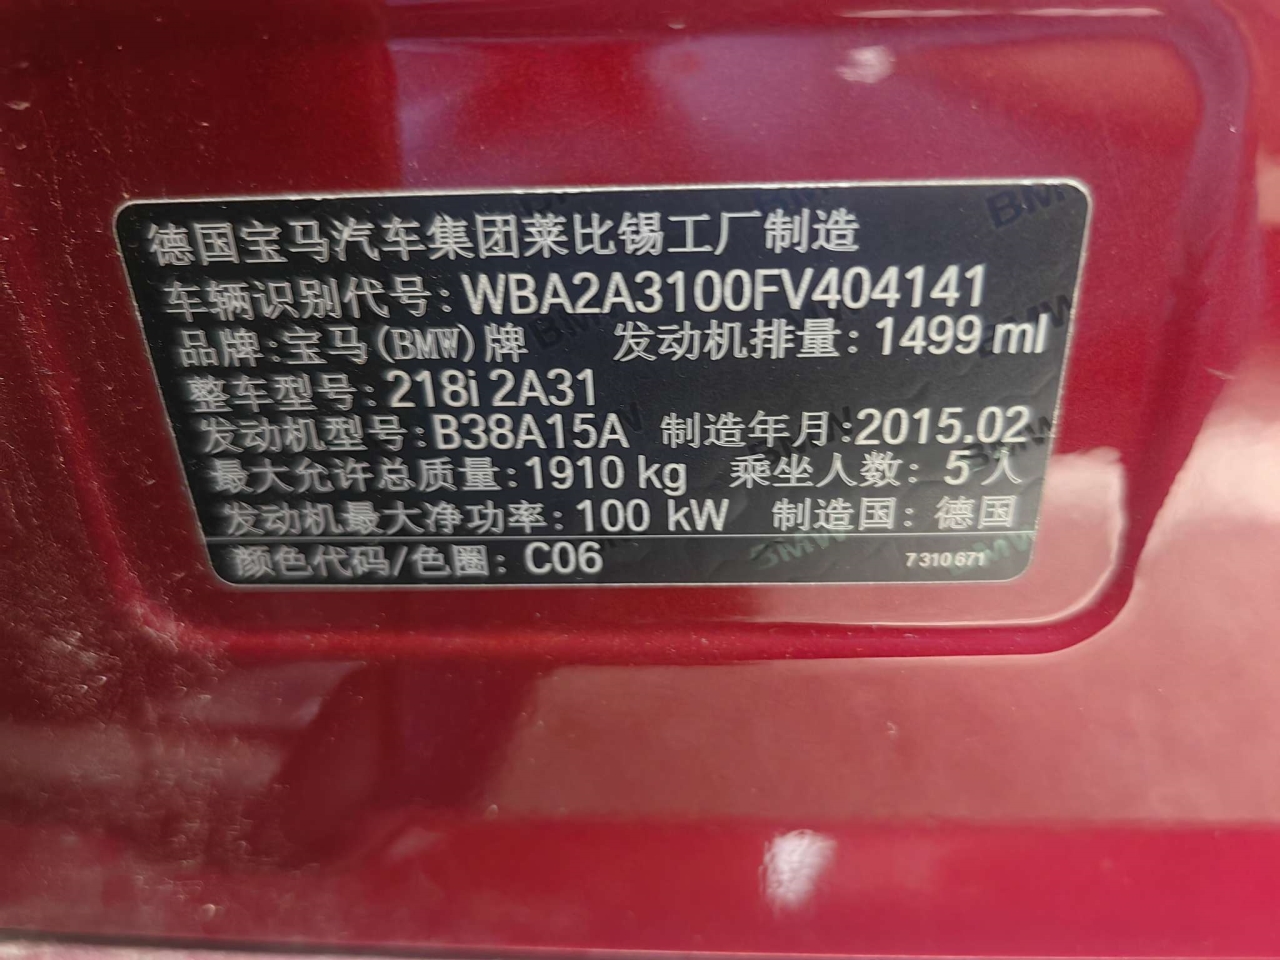 德国宝马汽车集团莱比锡工厂制造
车辆识别代号: WBA2A3100FV404141
品牌:宝马(BMW)牌 发动机排量: 1499 ml
整车型号: 218i 2A31
发动机型号: B38A15A 制造年月:2015.02
最大允许总质量: 1910 kg 乘坐人数: 5 人
发动机最大净功率: 100 kW 制造国: 德国
颜色代码/色圈: C06 7 310 671